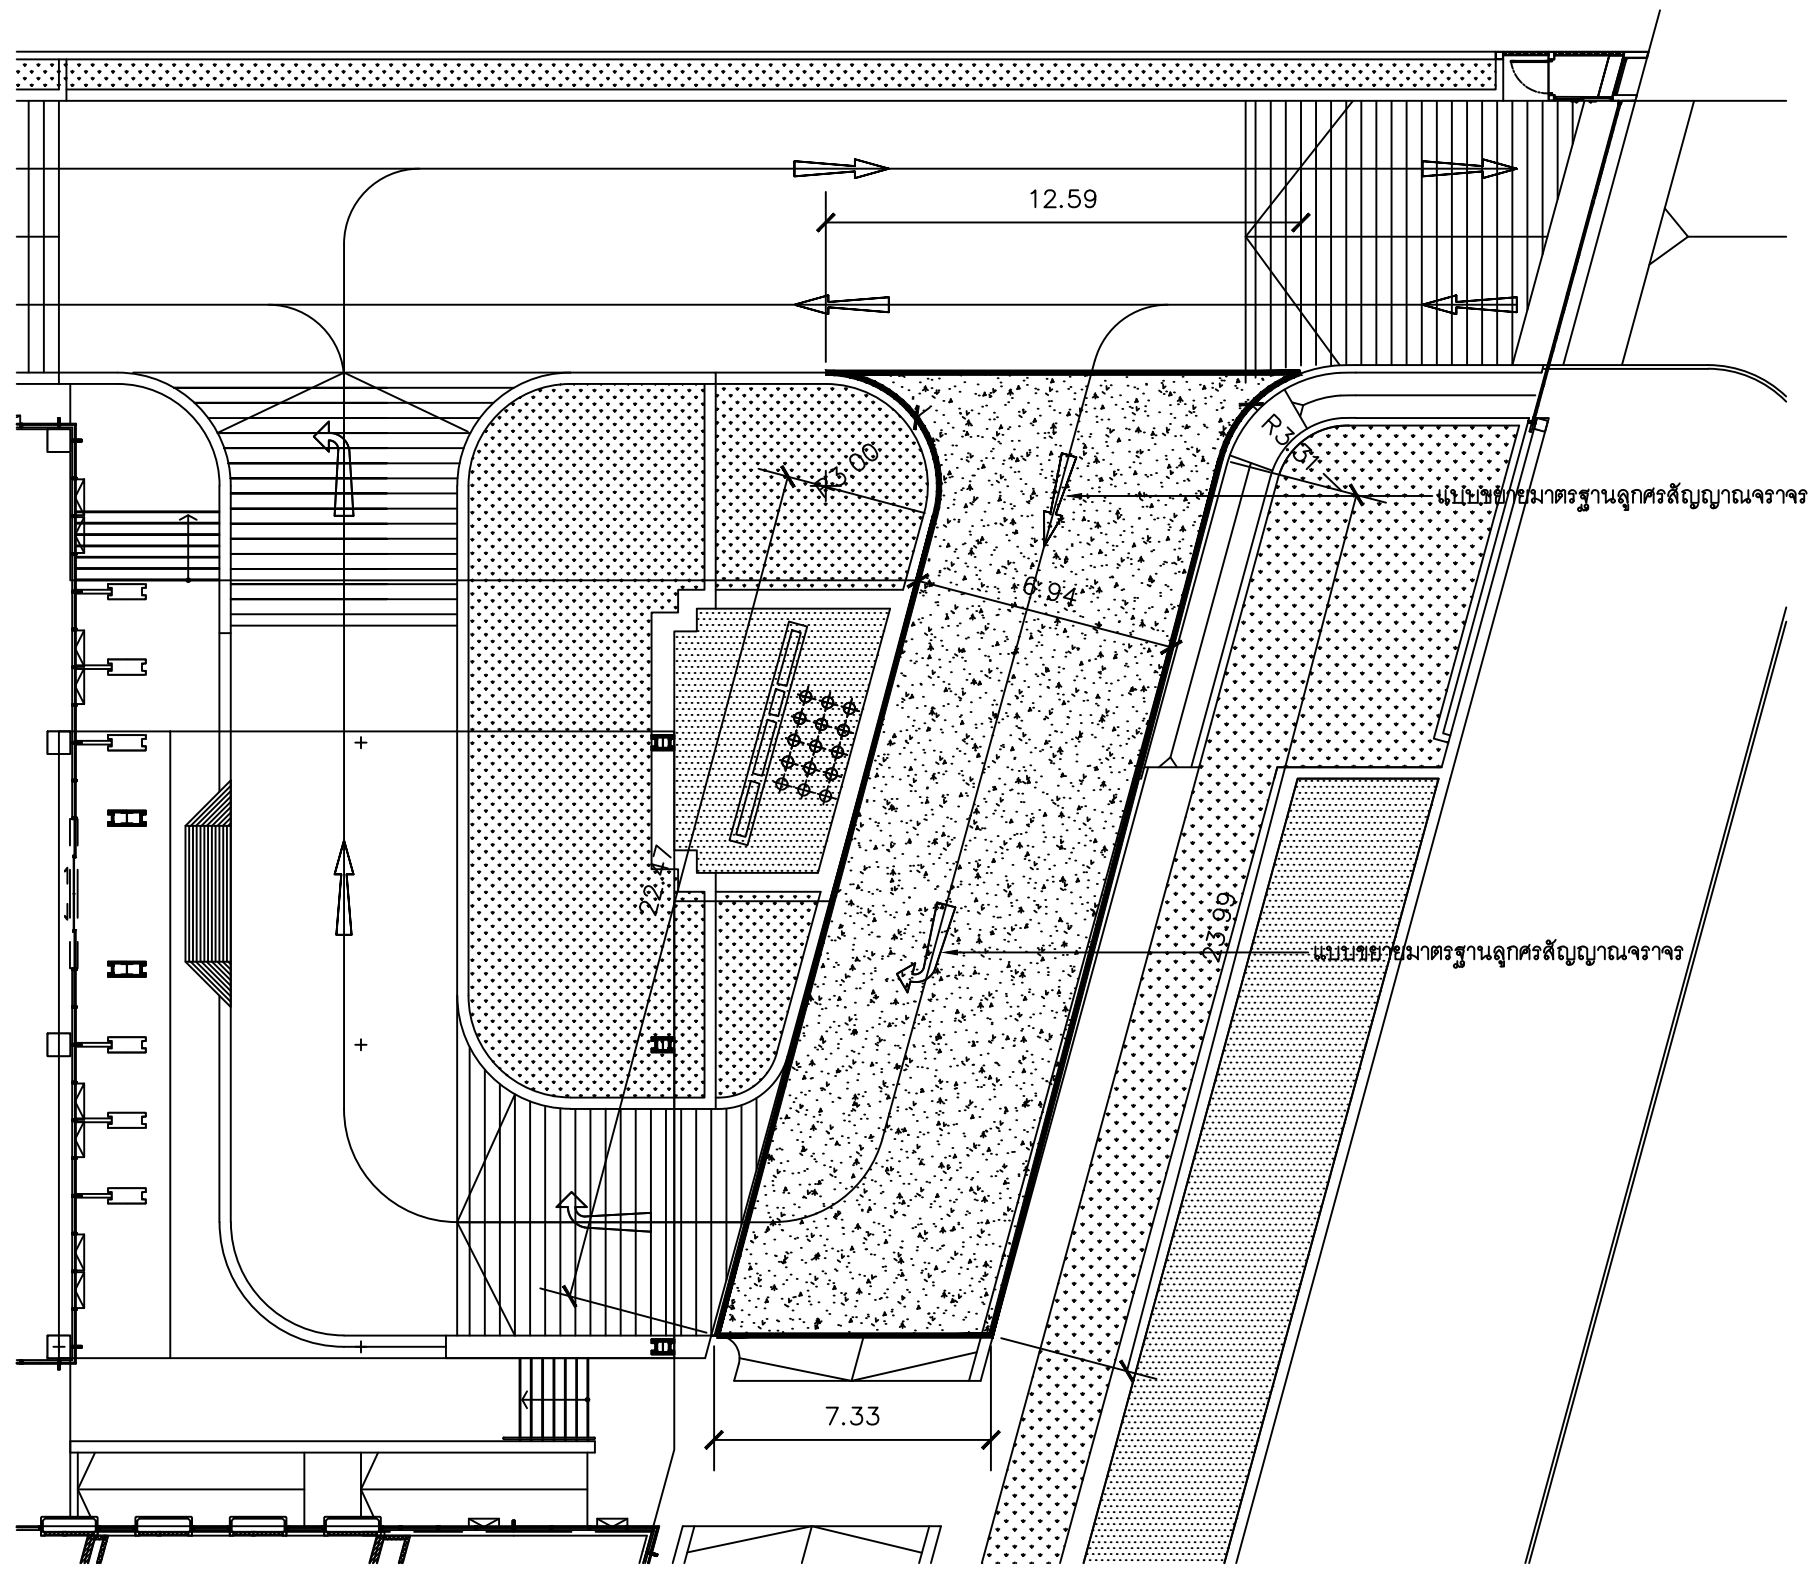 12.59
R3.00
R3.31
แบบขยายมาตรฐานลูกศรสัญญาณจราจร
6.94
22.47
23.99
แบบขยายมาตรฐานลูกศรสัญญาณจราจร
7.33